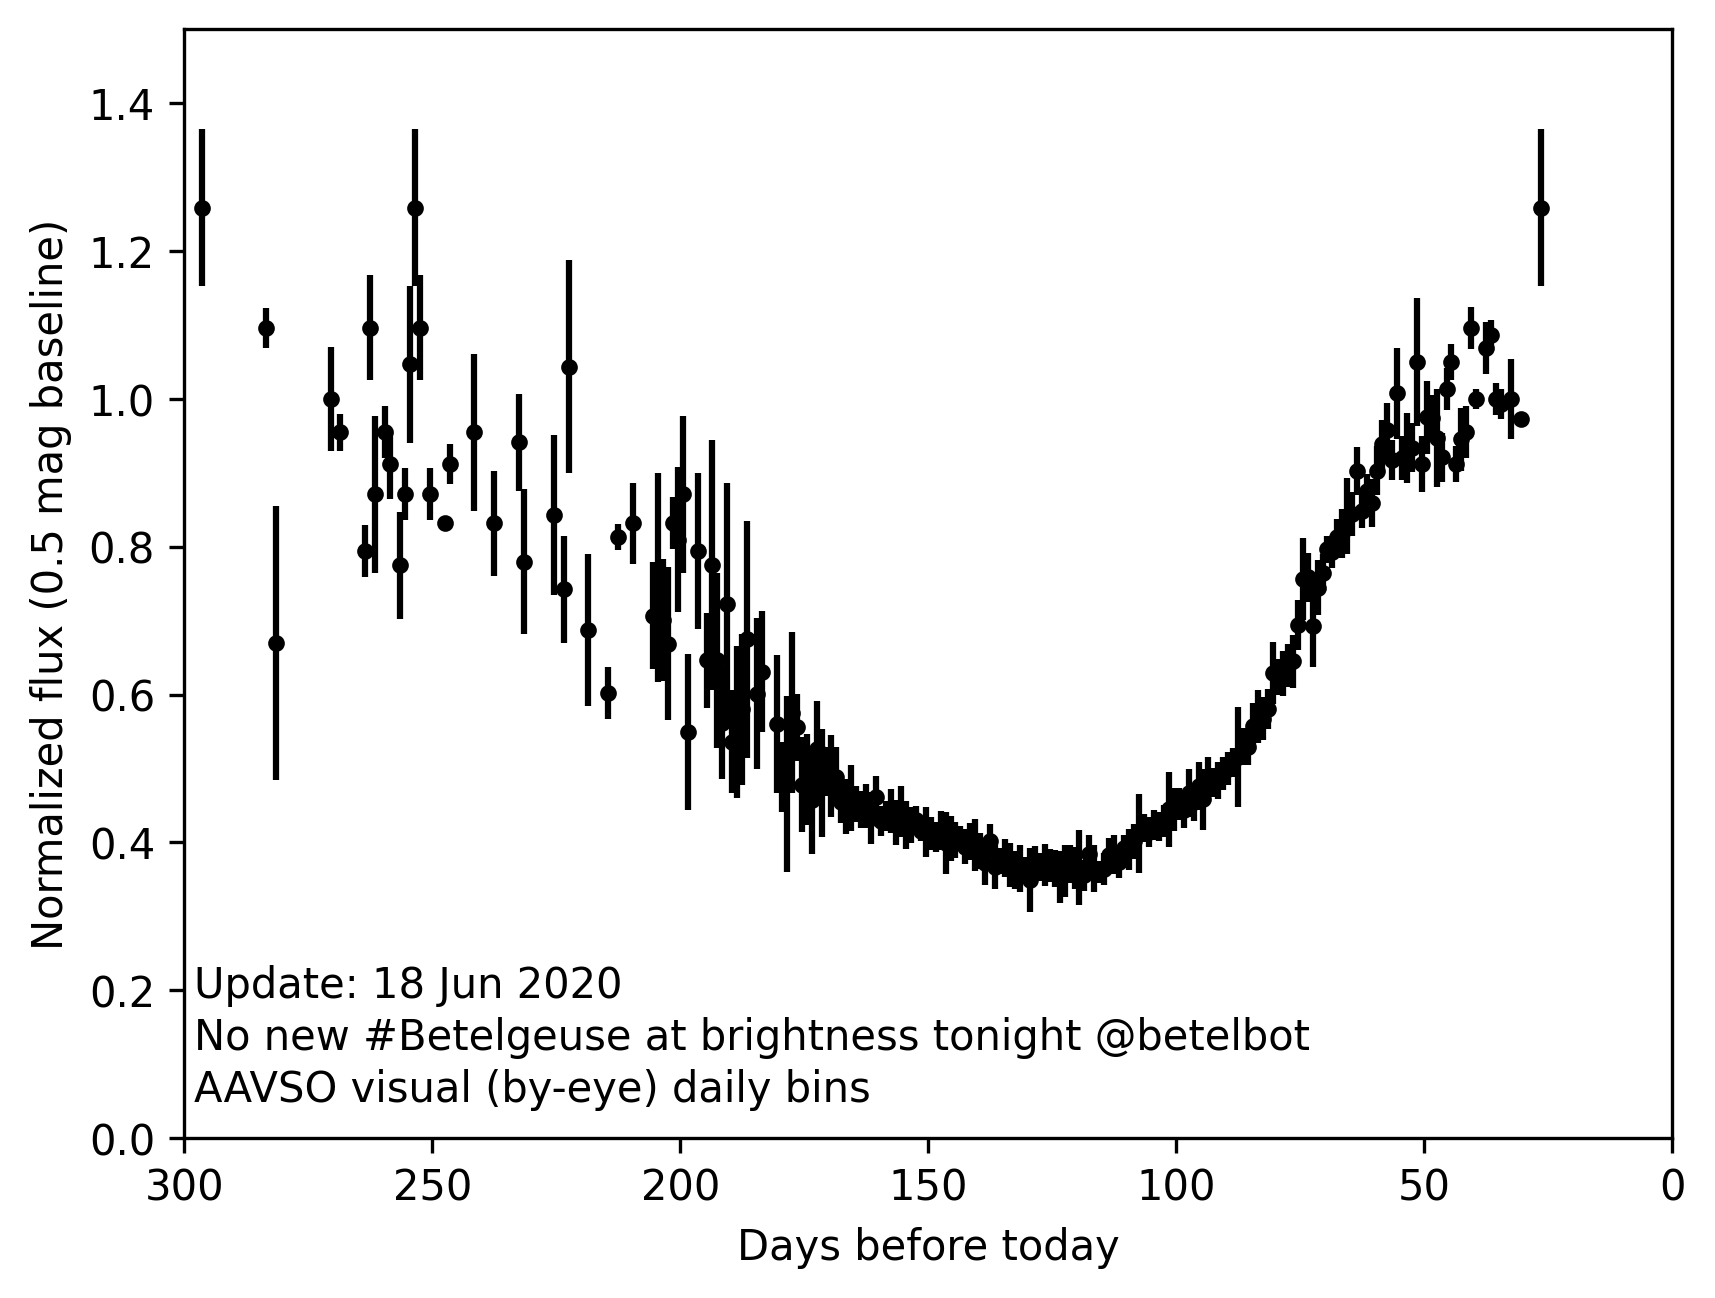 1.4
1.2
1.0
0.8
0.6
0.4
0.2
0.0
Normalized flux (0.5 mag baseline)
Update: 18 Jun 2020
No new #Betelgeuse at brightness tonight @betelbot
AAVSO visual (by-eye) daily bins
300 250 200 150 100 50 0
Days before today